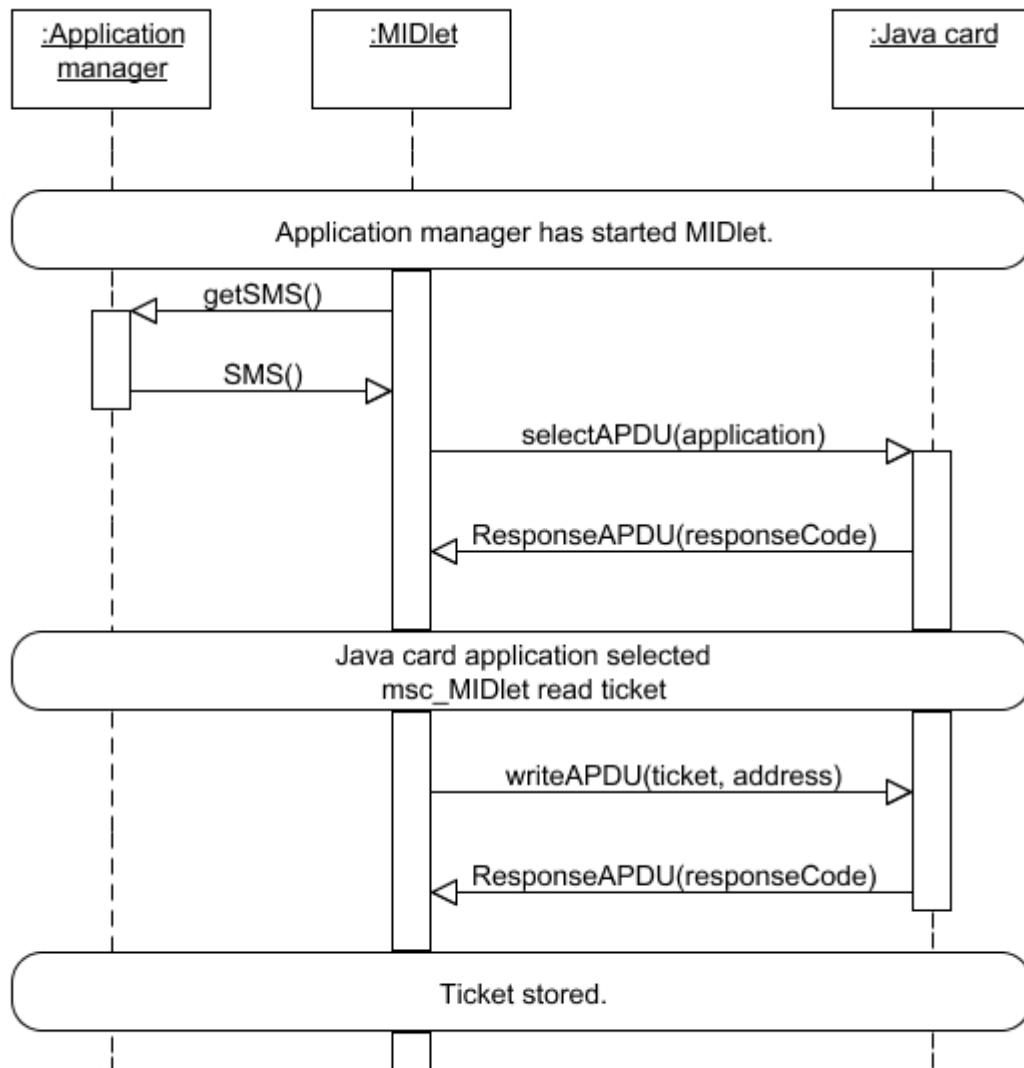 :Application
manager
:MIDlet
:Java card
Application manager has started MIDlet.
getSMS()
SMS()
selectAPDU(application)
ResponseAPDU(responseCode)
Java card application selected
msc_MIDlet read ticket
writeAPDU(ticket, address)
ResponseAPDU(responseCode)
Ticket stored.